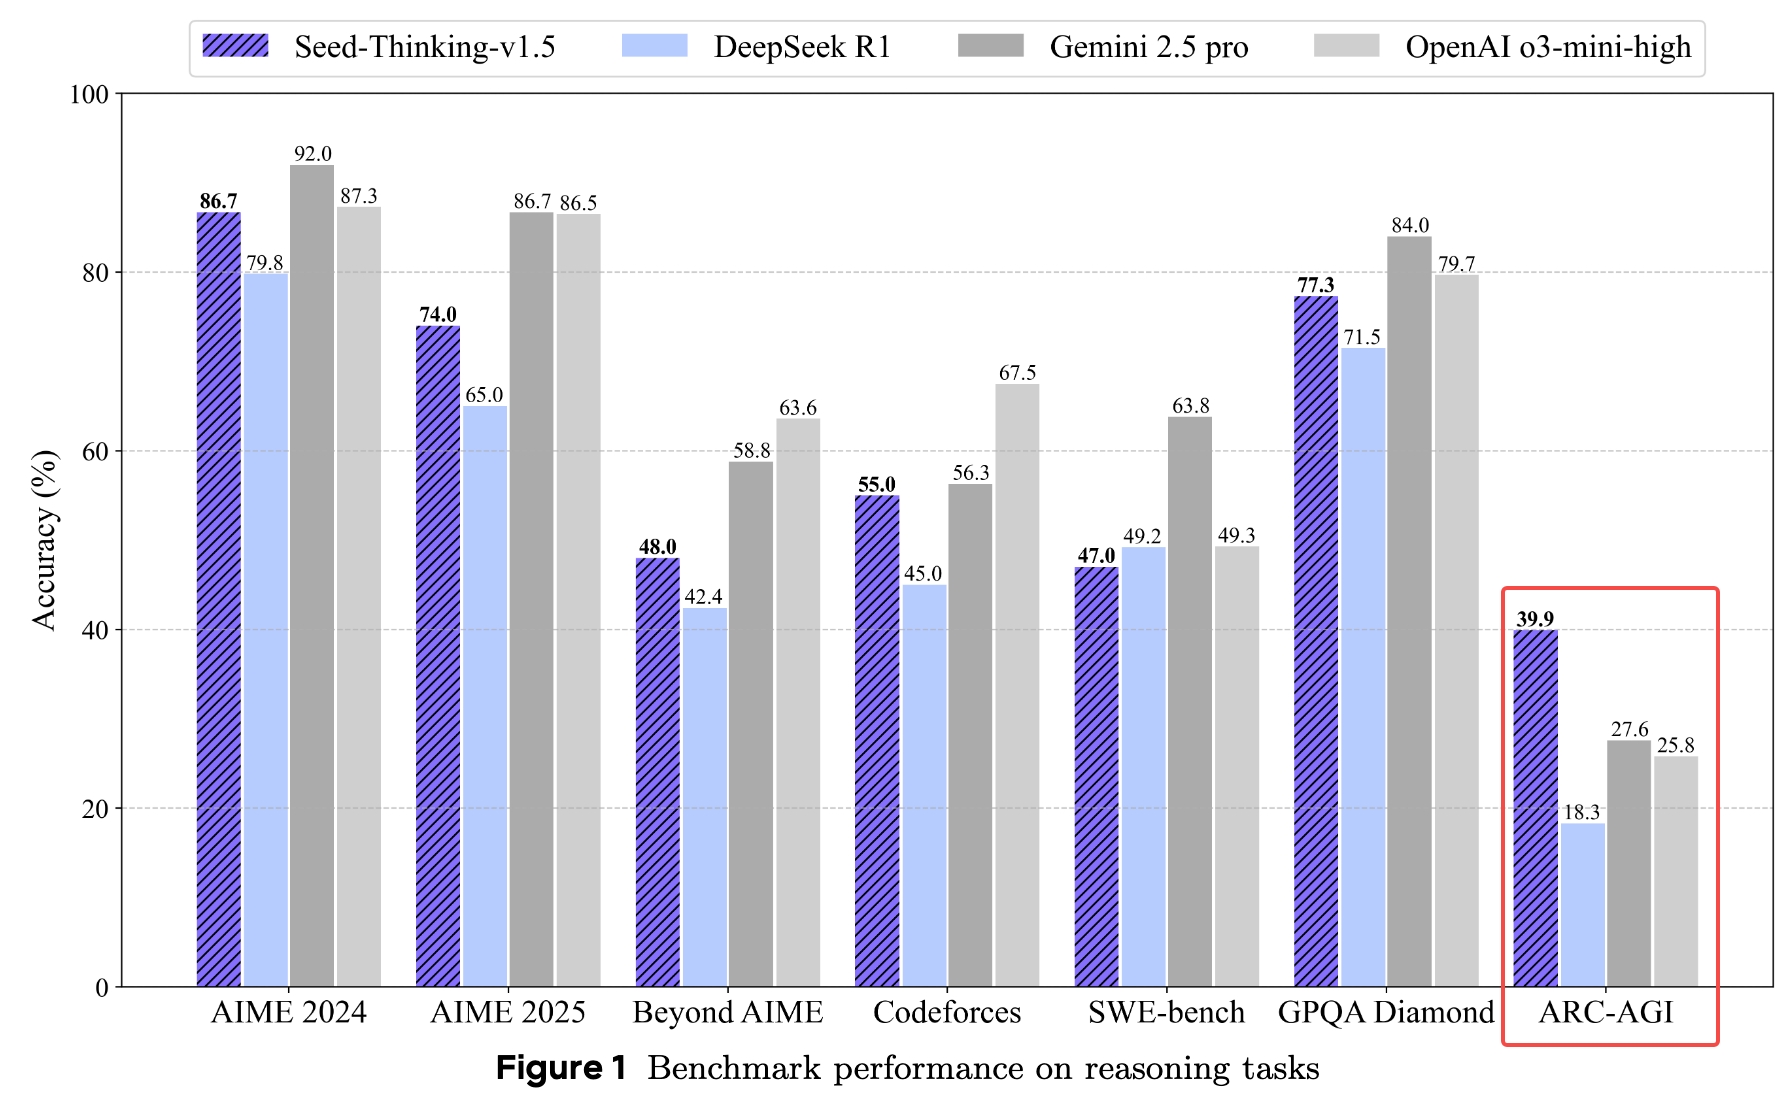 Seed-Thinking-v1.5 DeepSeek R1 Gemini 2.5 pro OpenAI o3-mini-high
Accuracy (%)
100
80
60
40
20
0
86.7 79.8 92.0 87.3
74.0 65.0 86.7 86.5
48.0 42.4 58.8 63.6
55.0 45.0 56.3 67.5
47.0 49.2 63.8 49.3
77.3 71.5 84.0 79.7
39.9 18.3 27.6 25.8
AIME 2024 AIME 2025 Beyond AIME Codeforces SWE-bench GPQA Diamond ARC-AGI
Figure 1 Benchmark performance on reasoning tasks